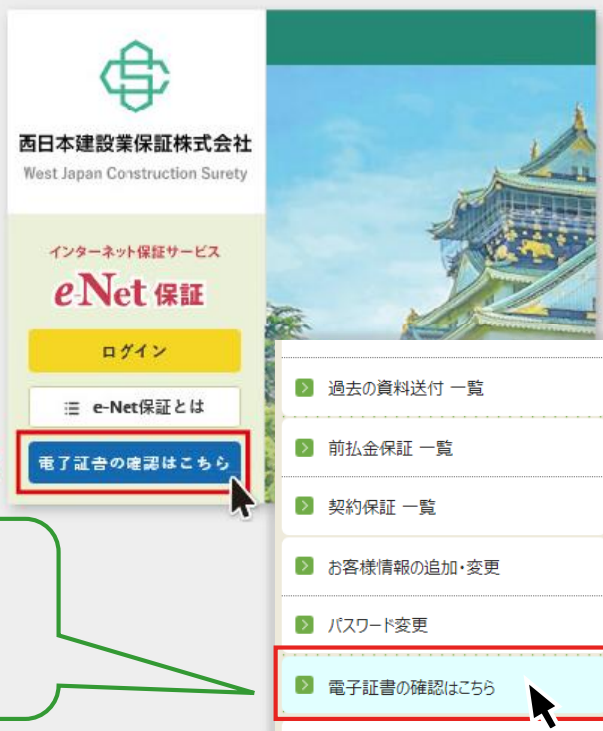 西日本建設業保証株式会社
West Japan Construction Surety
インターネット保証サービス
e-Net 保証
ログイン
e-Net保証とは
電子証書の確認はこちら
過去の資料送付 一覧
前払金保証 一覧
契約保証 一覧
お客様情報の追加・変更
パスワード変更
電子証書の確認はこちら